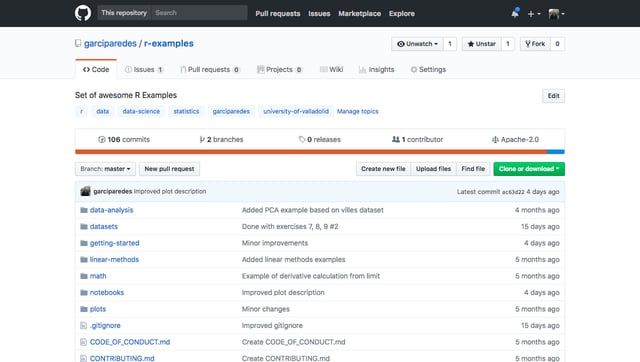 This repository Search Pull requests Issues Marketplace Explore
garciparedes / r-examples Unwatch 1 Unstar 1 Fork 0
Code Issues 1 Pull requests 0 Projects 0 Wiki Insights Settings
Set of awesome R Examples Edit
r data data-science statistics garciparedes university-of-valladolid Manage topics
106 commits 2 branches 0 releases 1 contributor Apache-2.0
Branch: master New pull request Create new file Upload files Find file Clone or download
garciparedes Improved plot description Latest commit ac63d22 4 days ago
data-analysis Added PCA example based on villes dataset 4 months ago
datasets Done with exercises 7, 8, 9 #2 15 days ago
getting-started Minor improvements 4 days ago
linear-methods Added linear methods examples 5 months ago
math Example of derivative calculation from limit 5 months ago
notebooks Improved plot description 4 days ago
plots Minor changes 5 months ago
.gitignore Improved gitignore 15 days ago
CODE_OF_CONDUCT.md Create CODE_OF_CONDUCT.md 5 months ago
CONTRIBUTING.md Create CONTRIBUTING.md 5 months ago